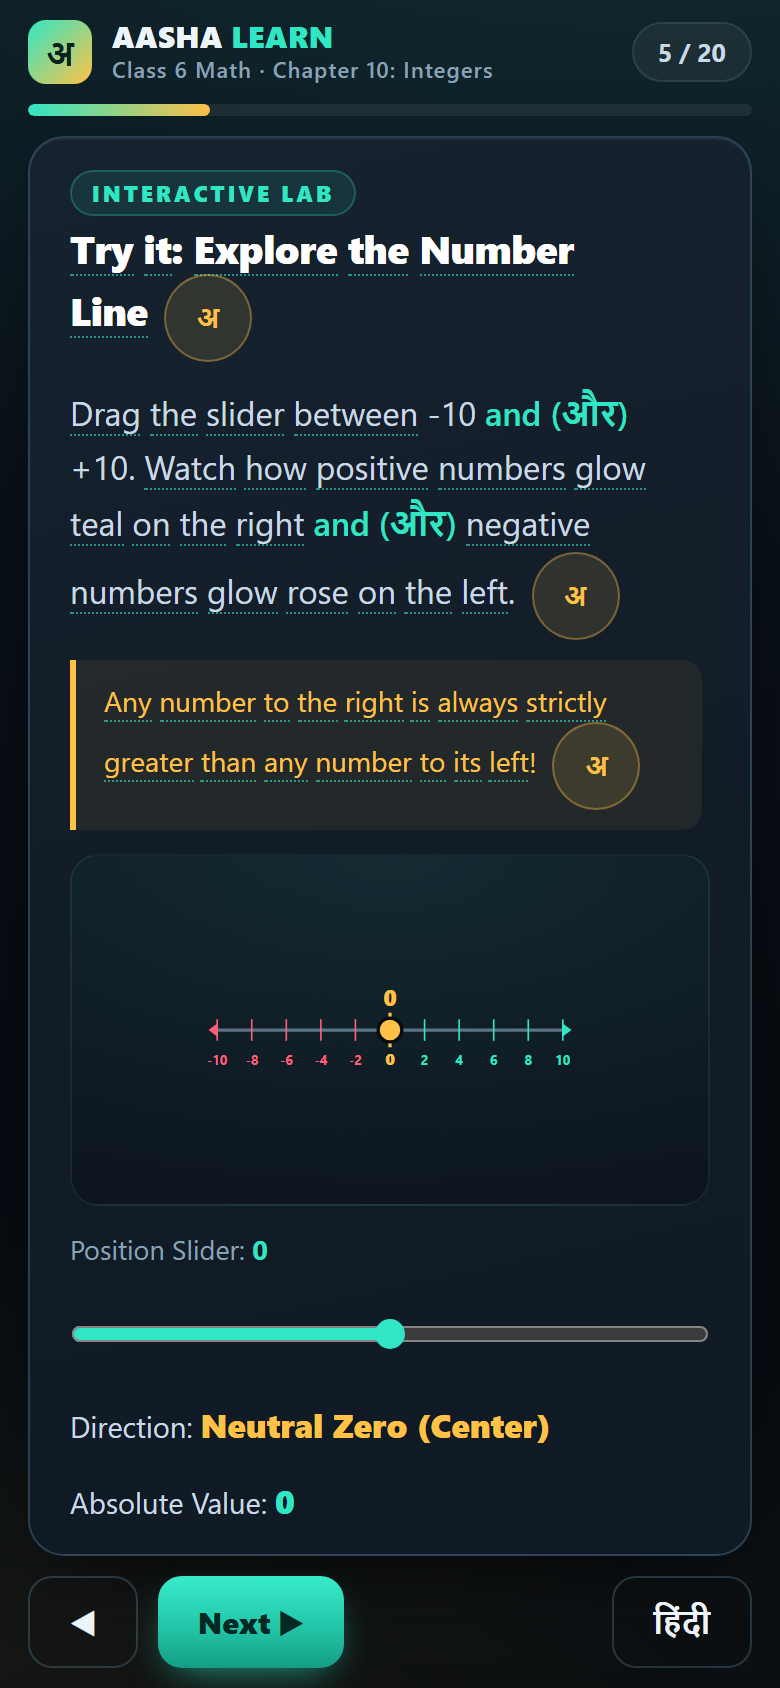 अ
AASHA LEARN
Class 6 Math · Chapter 10: Integers
5 / 20
INTERACTIVE LAB
Try it: Explore the Number
Line अ
Drag the slider between -10 and (और)
+10. Watch how positive numbers glow
teal on the right and (और) negative
numbers glow rose on the left. अ
Any number to the right is always strictly
greater than any number to its left! अ
0
-10 -8 -6 -4 -2 0 2 4 6 8 10
Position Slider: 0
Direction: Neutral Zero (Center)
Absolute Value: 0
◀ Next ▶ हिंदी